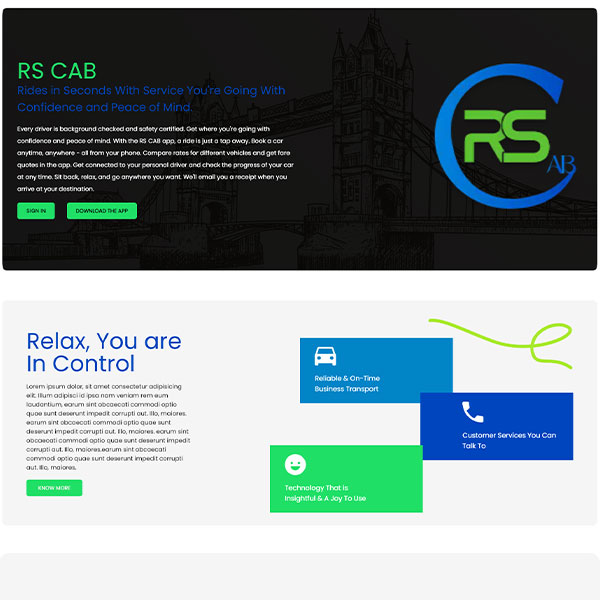 RS CAB
Rides in Seconds With Service You're Going With
Confidence and Peace of Mind.
Every driver is background checked and safety certified. Get where you're going with
confidence and peace of mind. With the RS CAB app, a ride is just a tap away. Book a car
anytime, anywhere - all from your phone. Compare rates for different vehicles and get fare
quotes in the app. Get connected to your personal driver and check the progress of your car
at any time. Sit back, relax, and go anywhere you want. We'll email you a receipt when you
arrive at your destination.
SIGN IN
DOWNLOAD THE APP
RS
AB
Relax, You are
In Control
Lorem ipsum dolor, sit amet consectetur adipisicing
elit. Illum adipisci id ipsa nam veniam rem eum
laudantium, earum sint abcaecati commodi optio
quae sunt deserunt impedit corrupti aut. Illo, maiores.
earum sint obcaecati commodi optio quae sunt
deserunt impedit corrupti aut. Illo, maiores.earum sint
obcaecati commodi optio quae sunt deserunt impedit
corrupti aut. Illo, maiores.earum sint obcaecati
commodi optio quae sunt deserunt impedit corrupti
aut. Illo, maiores.
KNOW MORE
Reliable & On-Time
Business Transport
Customer Services You Can
Talk To
Technology That Is
Insightful & A Joy To Use